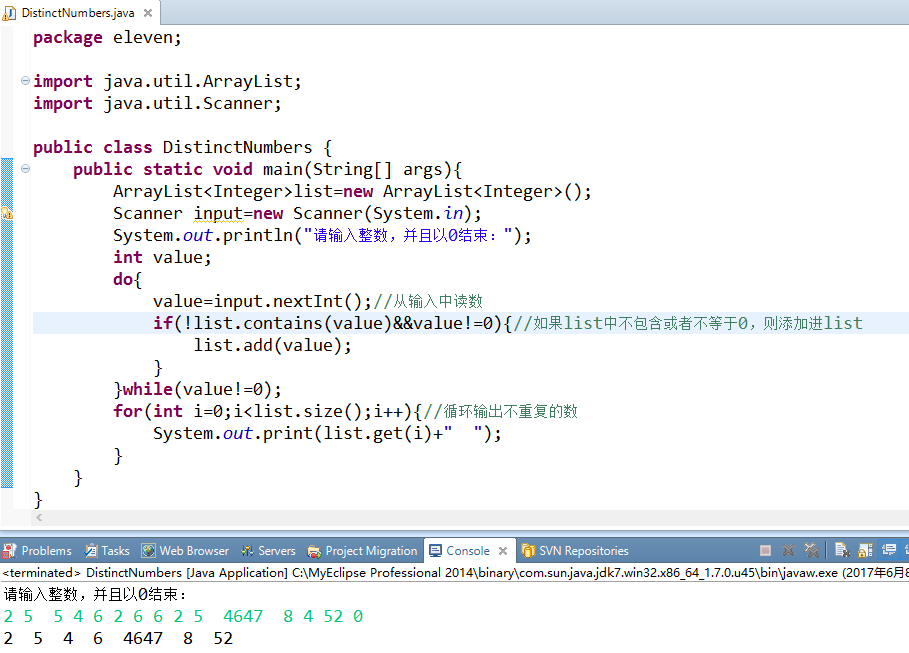 DistinctNumbers.java
package eleven;
import java.util.ArrayList;
import java.util.Scanner;
public class DistinctNumbers {
public static void main(String[] args){
ArrayList<Integer>list=new ArrayList<Integer>();
Scanner input=new Scanner(System.in);
System.out.println("请输入整数，并且以0结束：");
int value;
do{
value=input.nextInt();//从输入中读数
if(!list.contains(value)&&value!=0){//如果list中不包含或者不等于0，则添加进list
list.add(value);
}
}while(value!=0);
for(int i=0;i<list.size();i++){//循环输出不重复的数
System.out.print(list.get(i)+"  ");
}
}
}
Problems Tasks Web Browser Servers Project Migration Console SVN Repositories
<terminated> DistinctNumbers [Java Application] C:\MyEclipse Professional 2014\binary\com.sun.java.jdk7.win32.x86_64_1.7.0.u45\bin\javaw.exe (2017年6月8
请输入整数，并且以0结束：
2 5  5 4 6 2 6 6 2 5  4647  8 4 52 0
2  5  4  6  4647  8  52